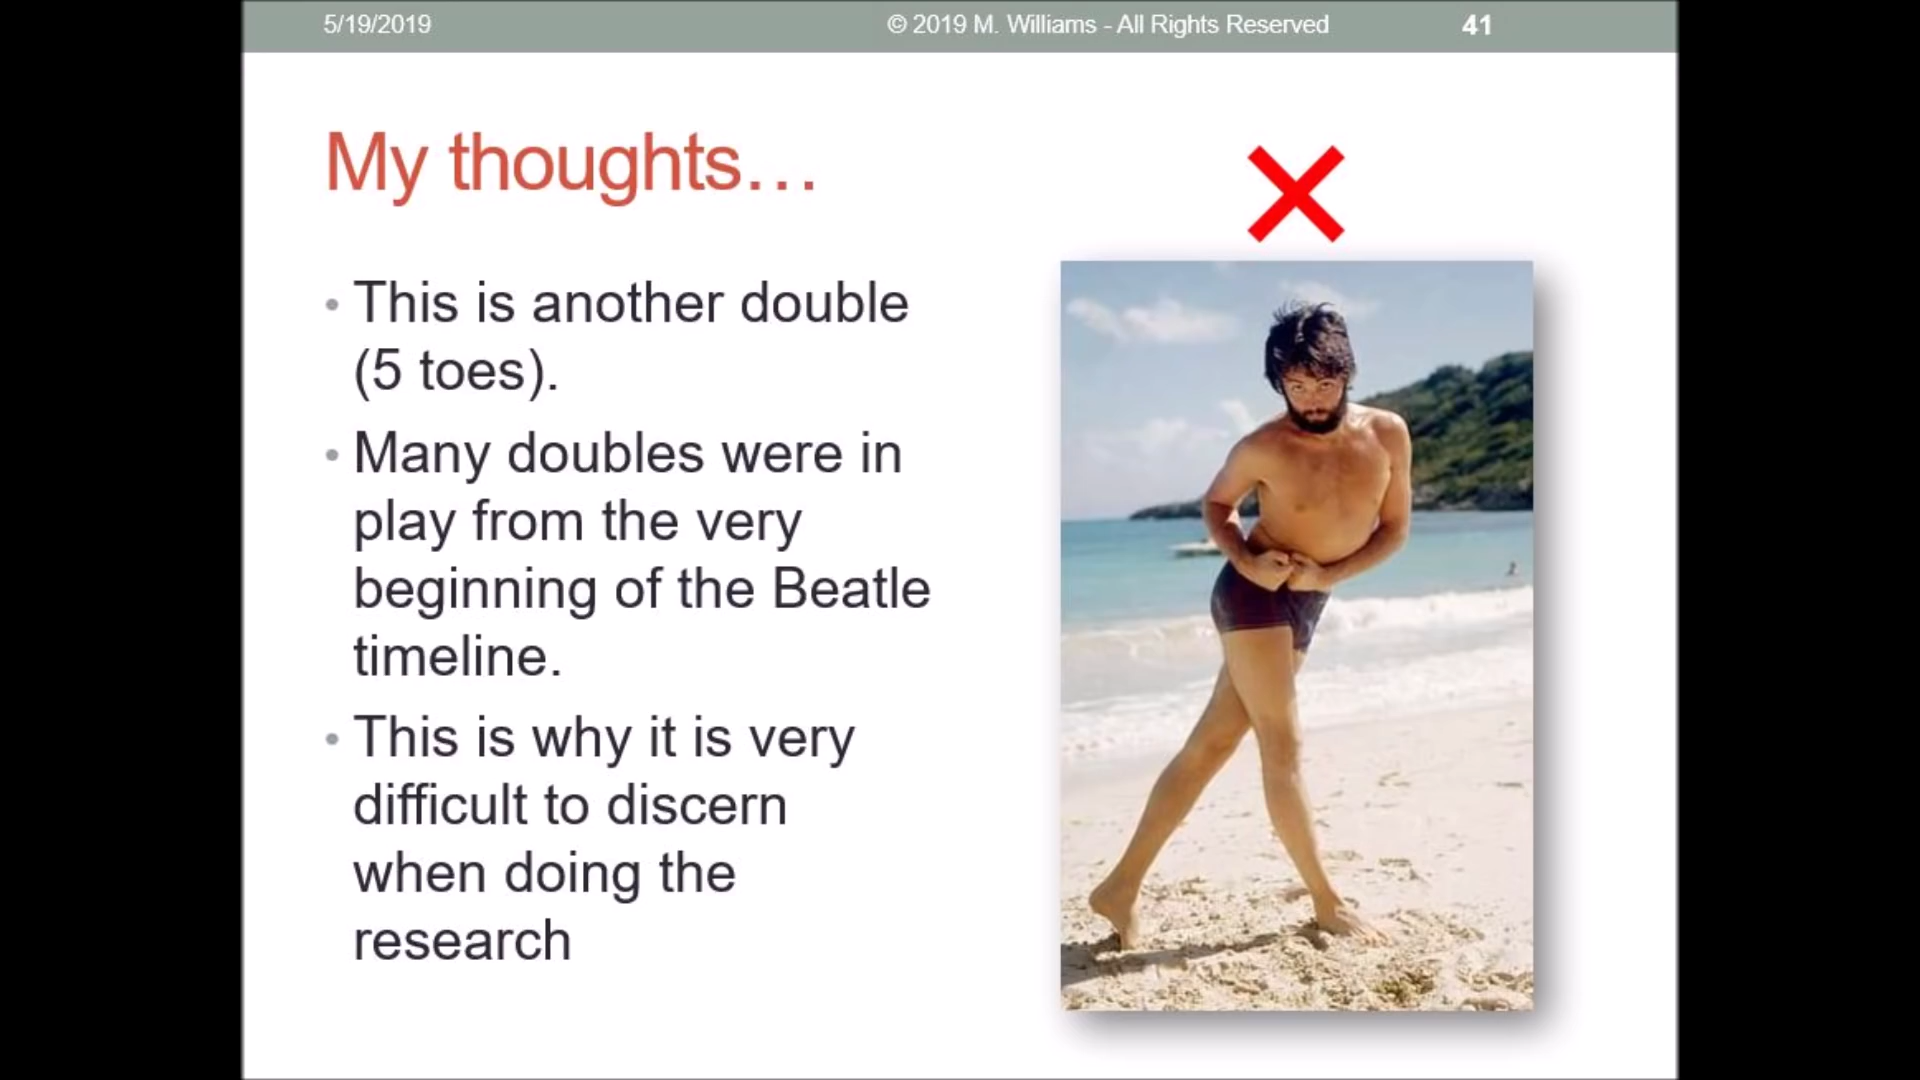 5/19/2019
© 2019 M. Williams - All Rights Reserved
41
My thoughts…
• This is another double
(5 toes).
• Many doubles were in
play from the very
beginning of the Beatle
timeline.
• This is why it is very
difficult to discern
when doing the
research